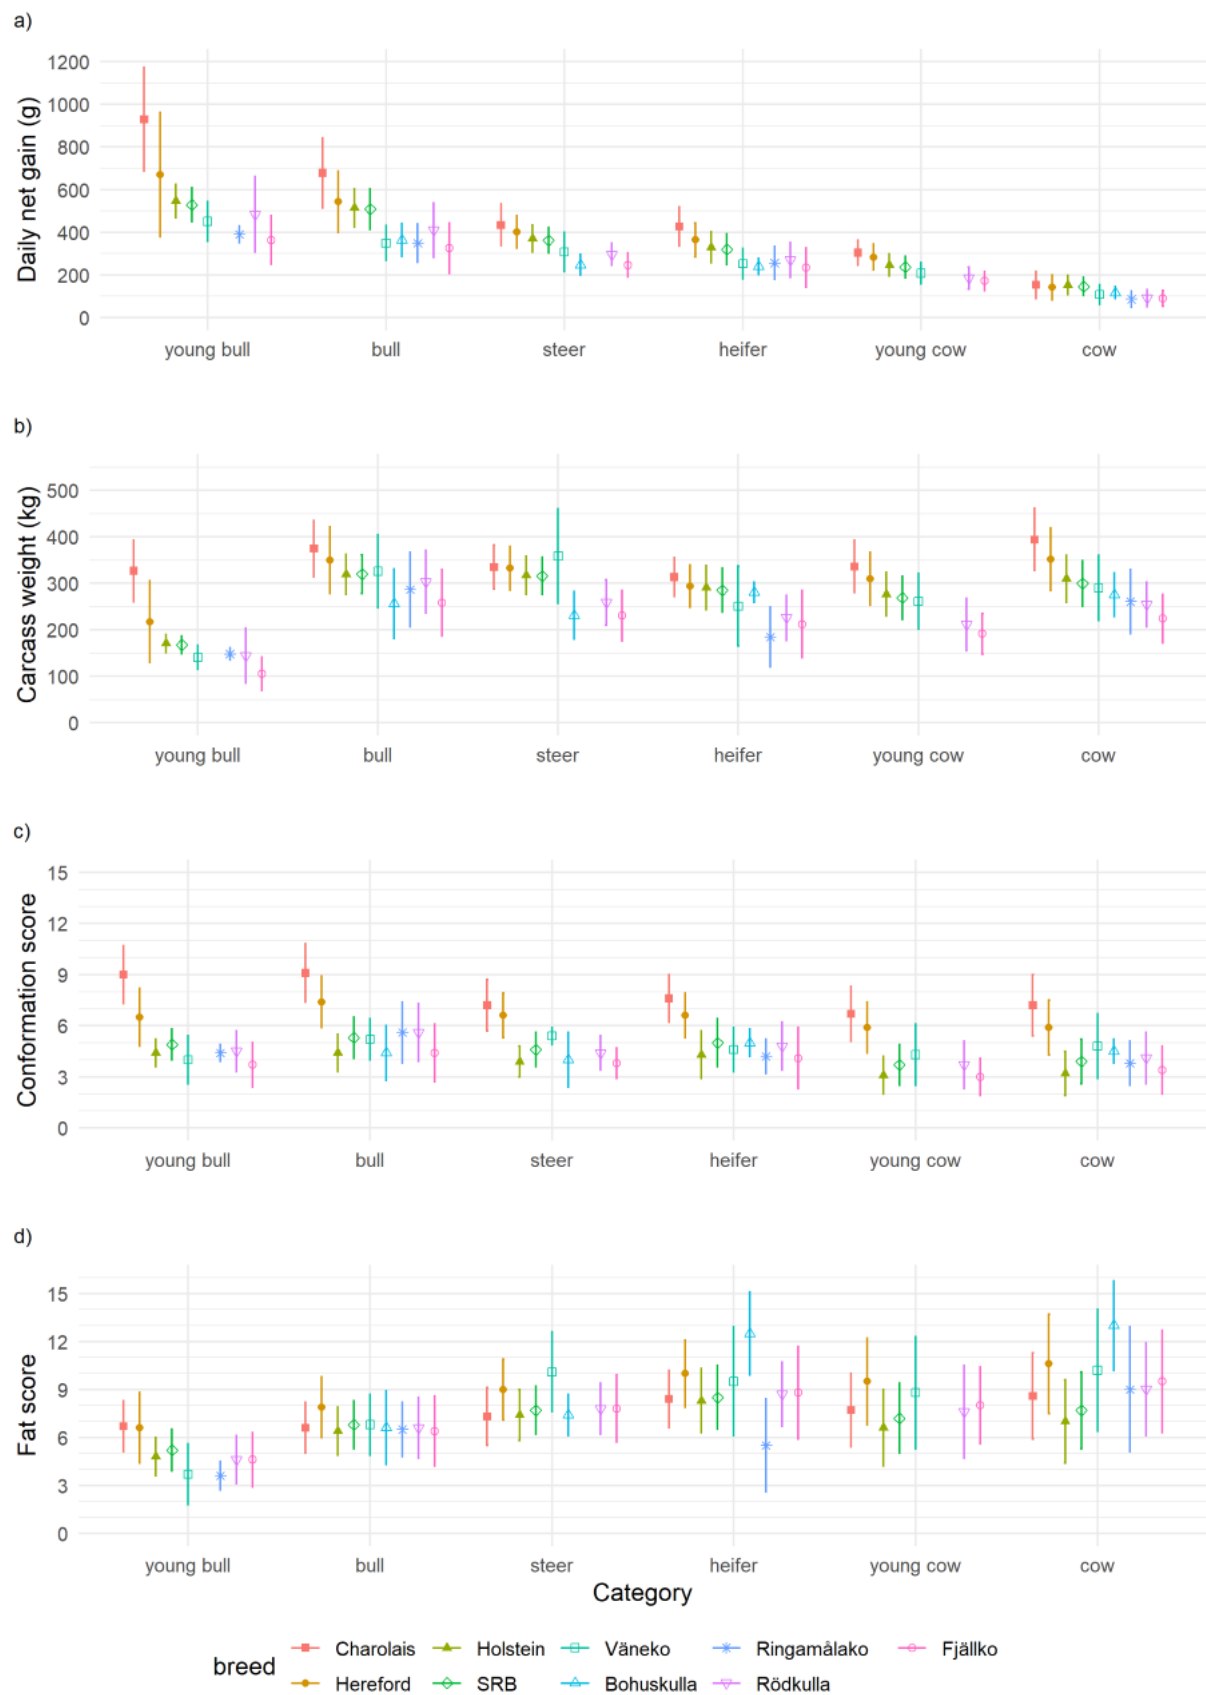 a)
Daily net gain (g)
1200
1000
800
600
400
200
0
young bull bull steer heifer young cow cow
b)
Carcass weight (kg)
500
400
300
200
100
0
young bull bull steer heifer young cow cow
c)
Conformation score
15
12
9
6
3
0
young bull bull steer heifer young cow cow
d)
Fat score
15
12
9
6
3
0
young bull bull steer heifer young cow cow
Category
breed
Charolais Holstein Väneko Ringamålako Fjällko
Hereford SRB Bohuskulla Rödkulla